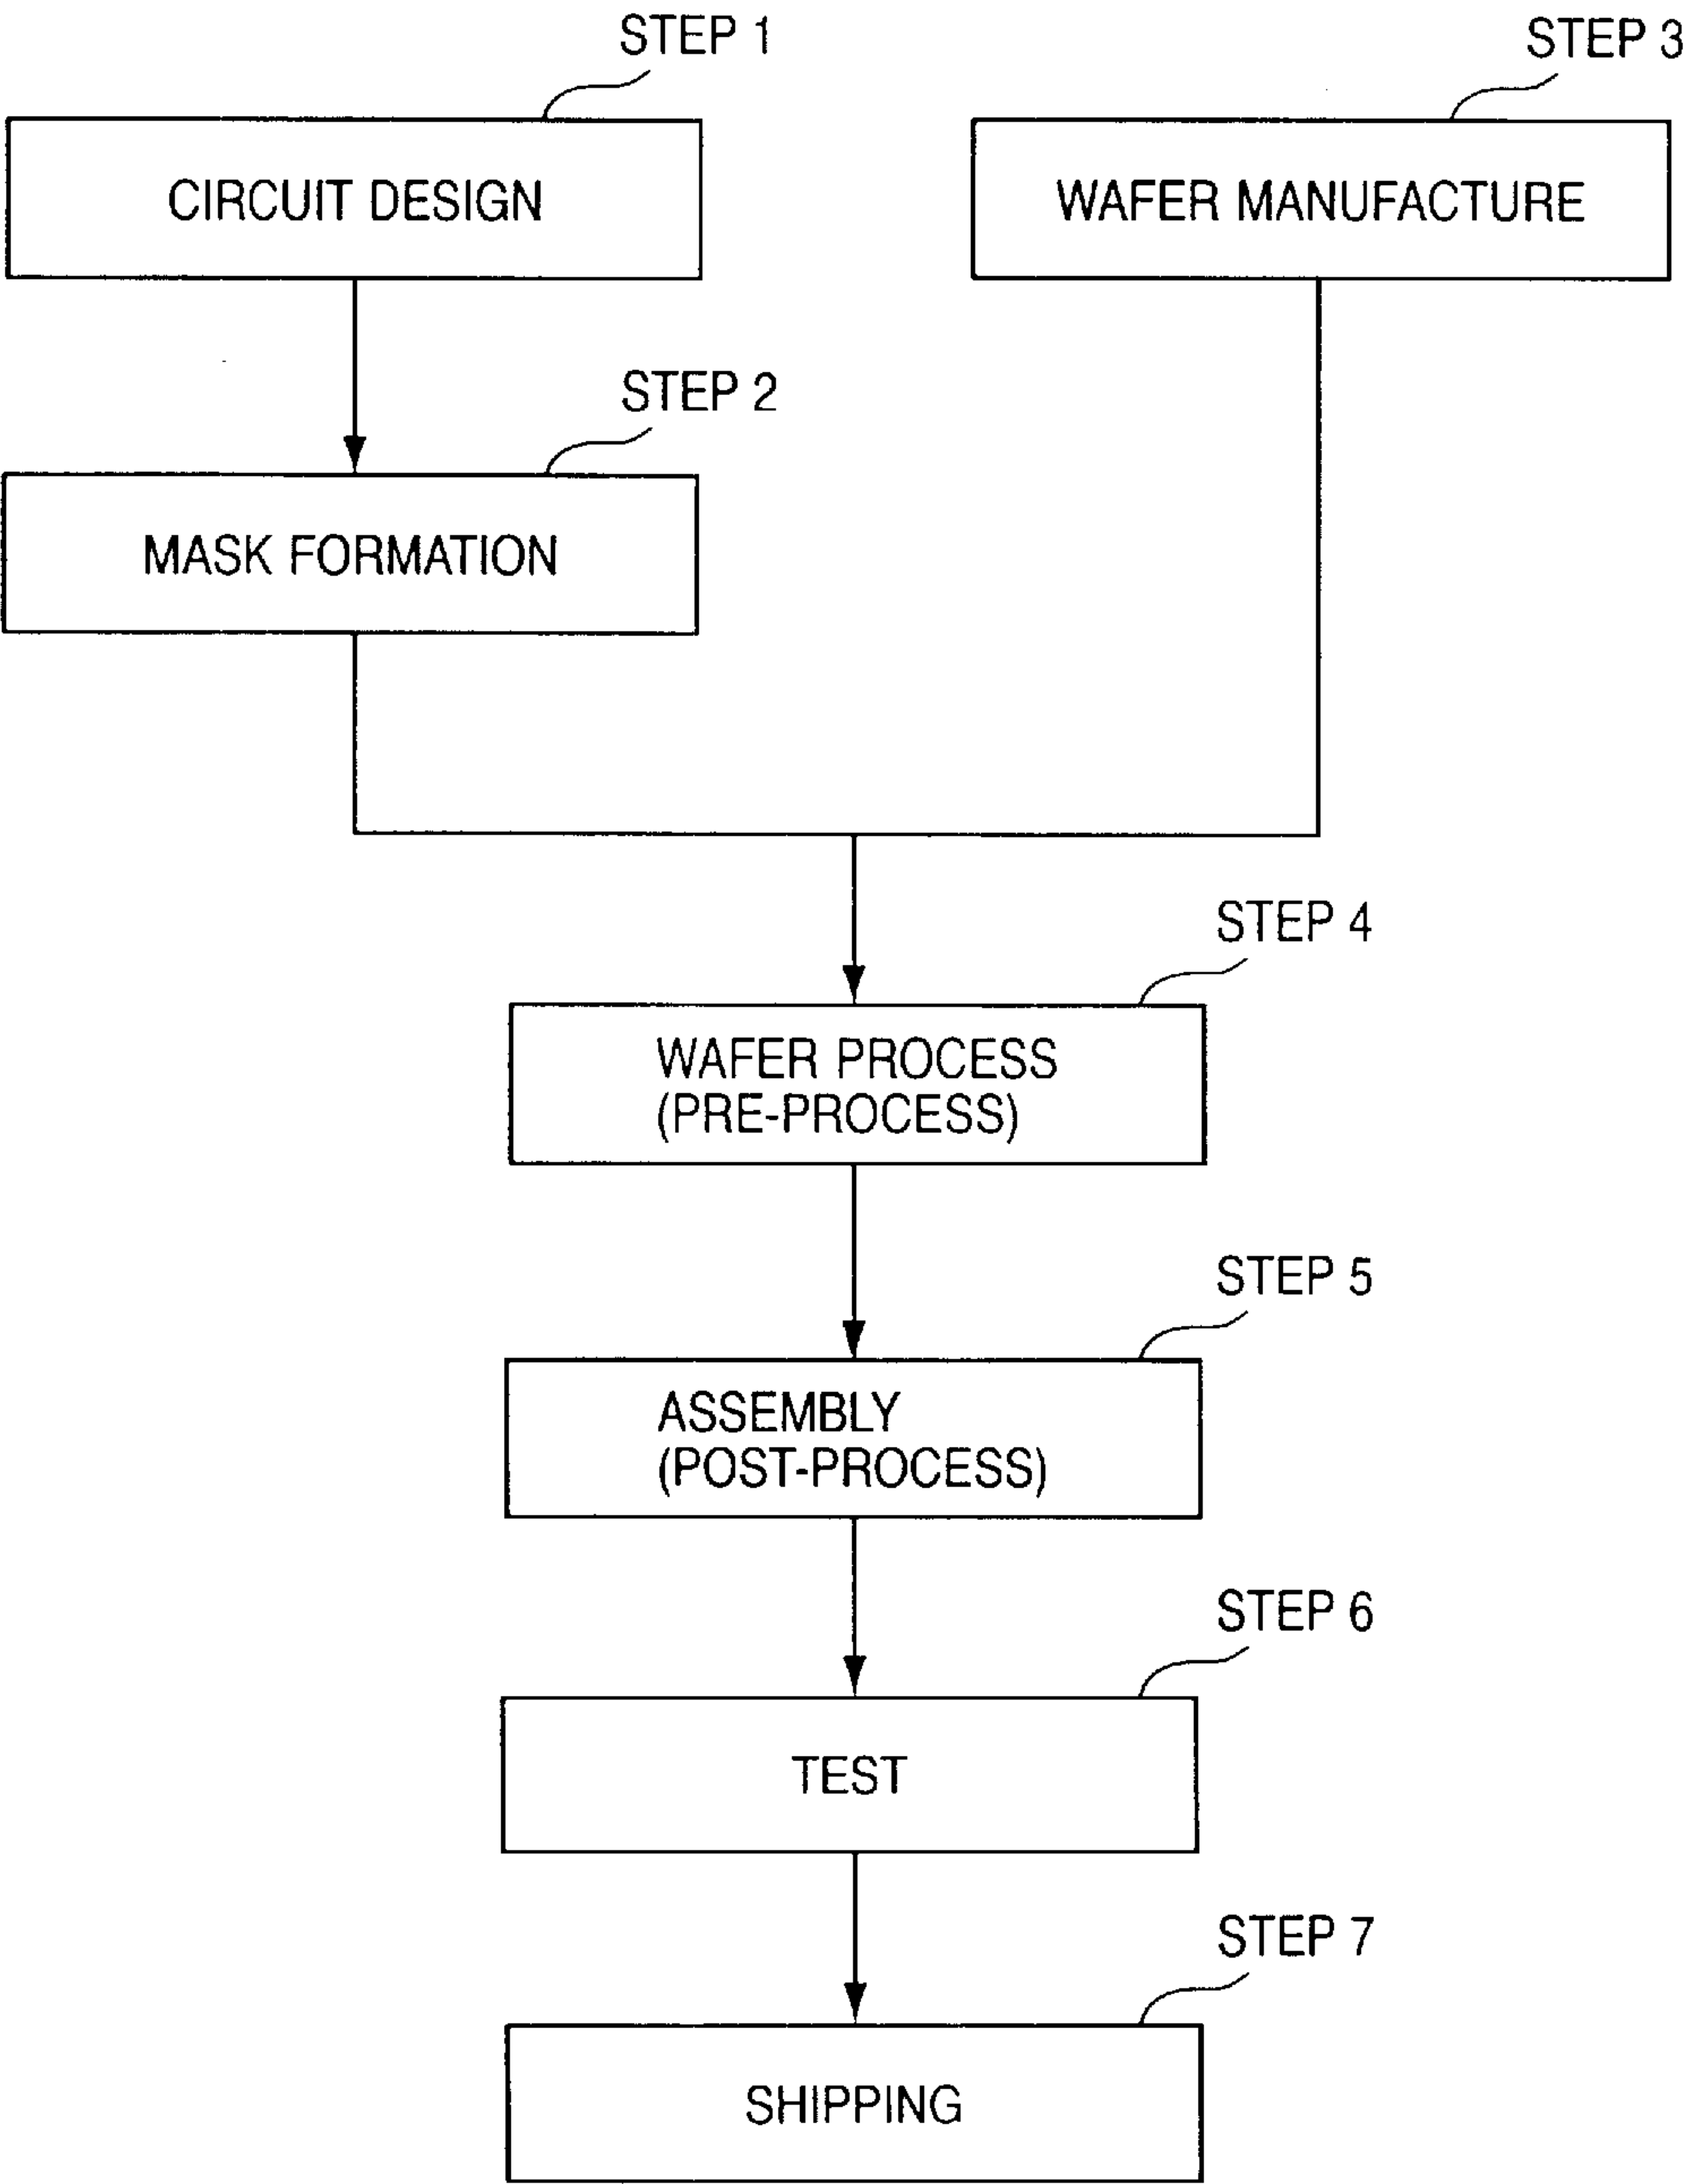 STEP 1
CIRCUIT DESIGN
STEP 3
WAFER MANUFACTURE
STEP 2
MASK FORMATION
STEP 4
WAFER PROCESS
(PRE-PROCESS)
STEP 5
ASSEMBLY
(POST-PROCESS)
STEP 6
TEST
STEP 7
SHIPPING